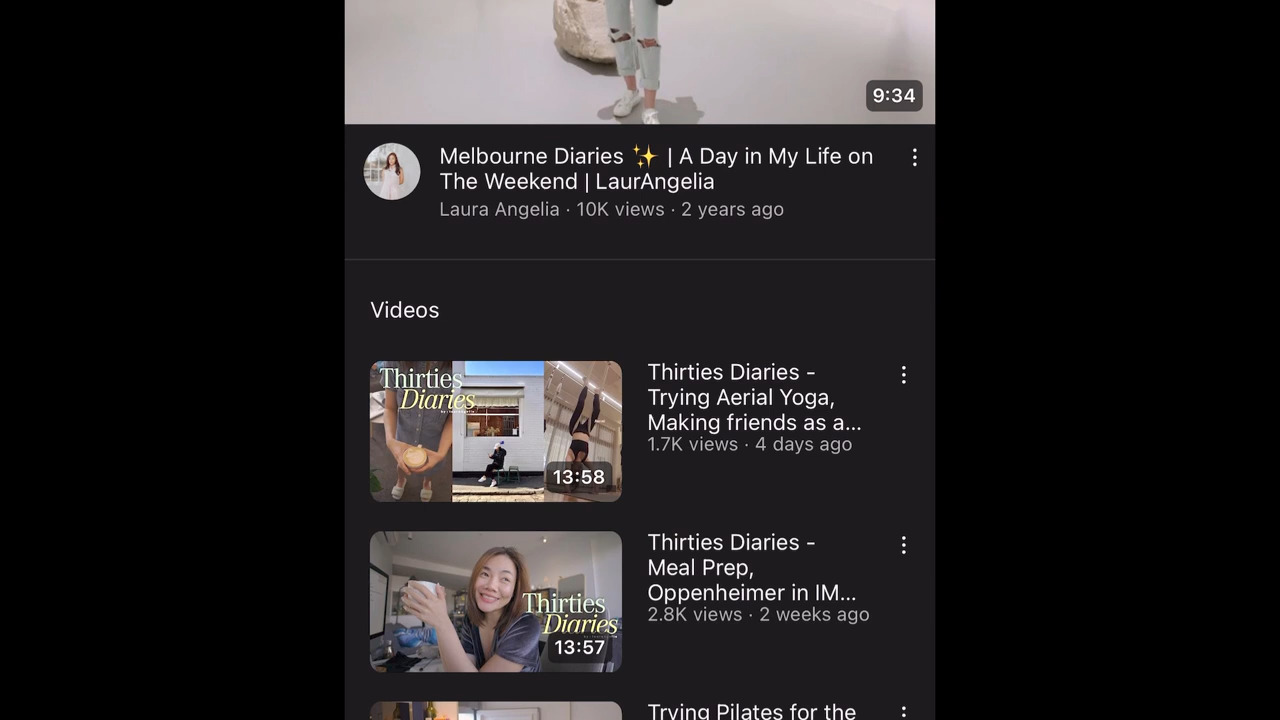 9:34
Melbourne Diaries ✨ | A Day in My Life on
The Weekend | LaurAngelia
Laura Angelia · 10K views · 2 years ago
Videos
Thirties
Diaries
13:58
Thirties Diaries -
Trying Aerial Yoga,
Making friends as a...
1.7K views · 4 days ago
Thirties
Diaries
13:57
Thirties Diaries -
Meal Prep,
Oppenheimer in IM...
2.8K views · 2 weeks ago
Trying Pilates for the